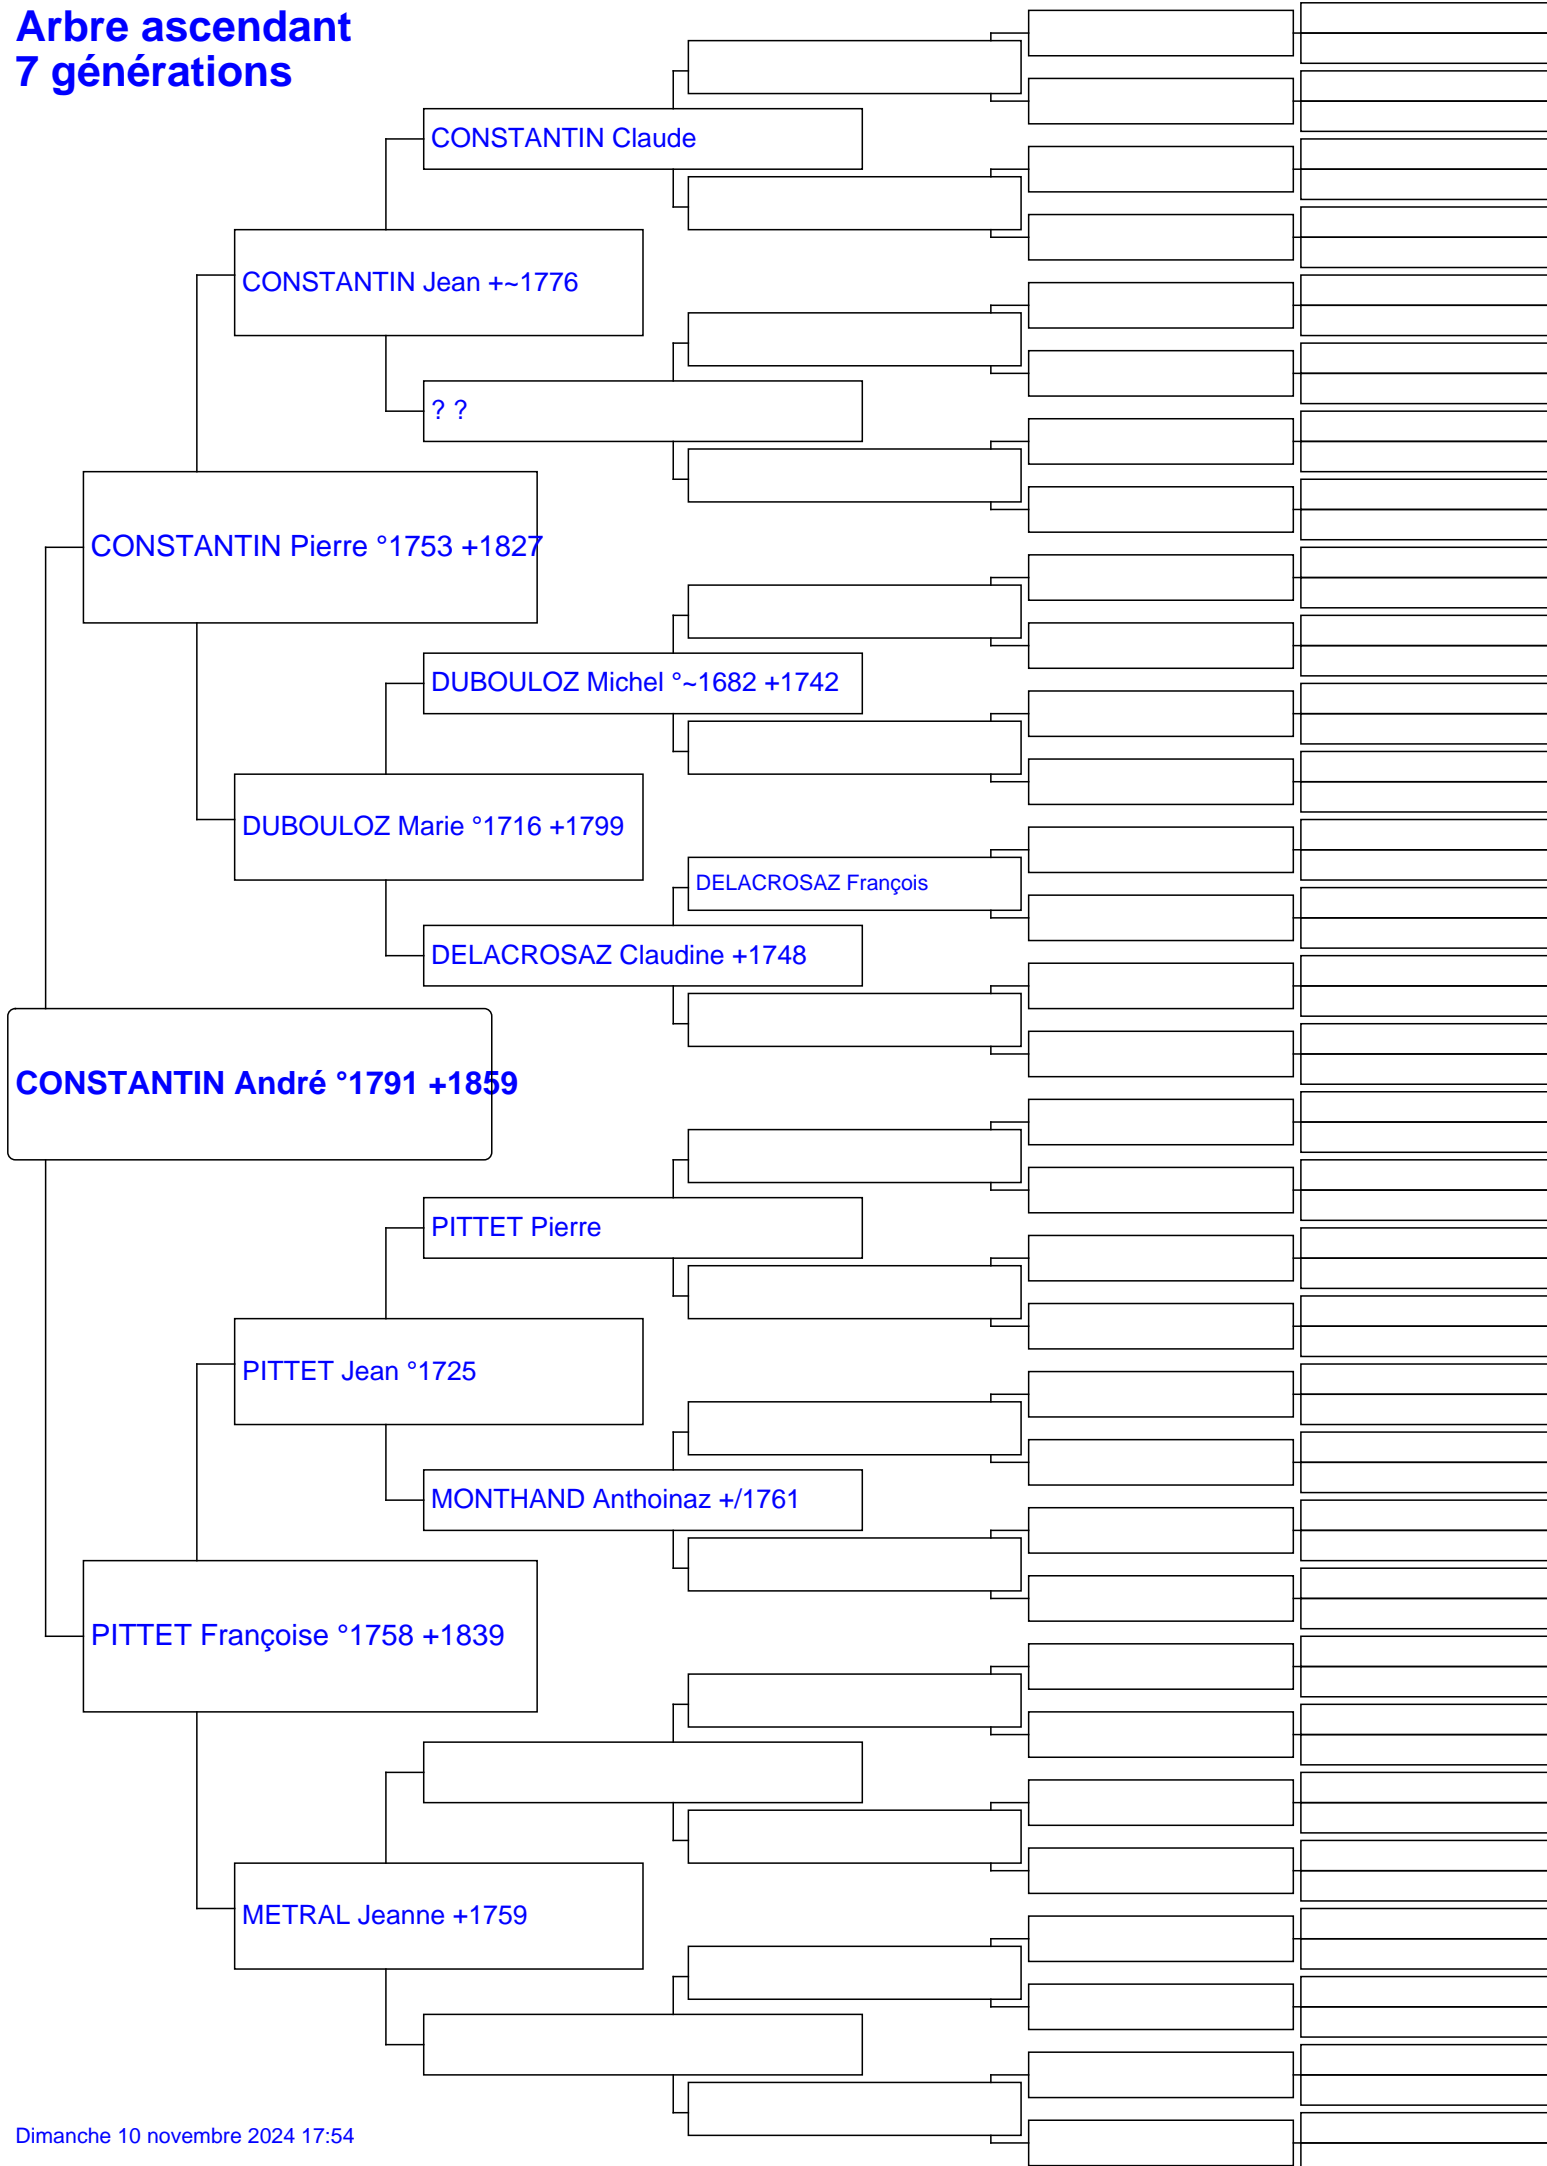 Arbre ascendant
7 générations
CONSTANTIN Claude
CONSTANTIN Jean +~1776
? ?
CONSTANTIN Pierre °1753 +1827
DUBOULOZ Michel °~1682 +1742
DUBOULOZ Marie °1716 +1799
DELACROSAZ François
DELACROSAZ Claudine +1748
CONSTANTIN André °1791 +1859
PITTET Pierre
PITTET Jean °1725
MONTHAND Anthoinaz +/1761
PITTET Françoise °1758 +1839
METRAL Jeanne +1759
Dimanche 10 novembre 2024 17:54